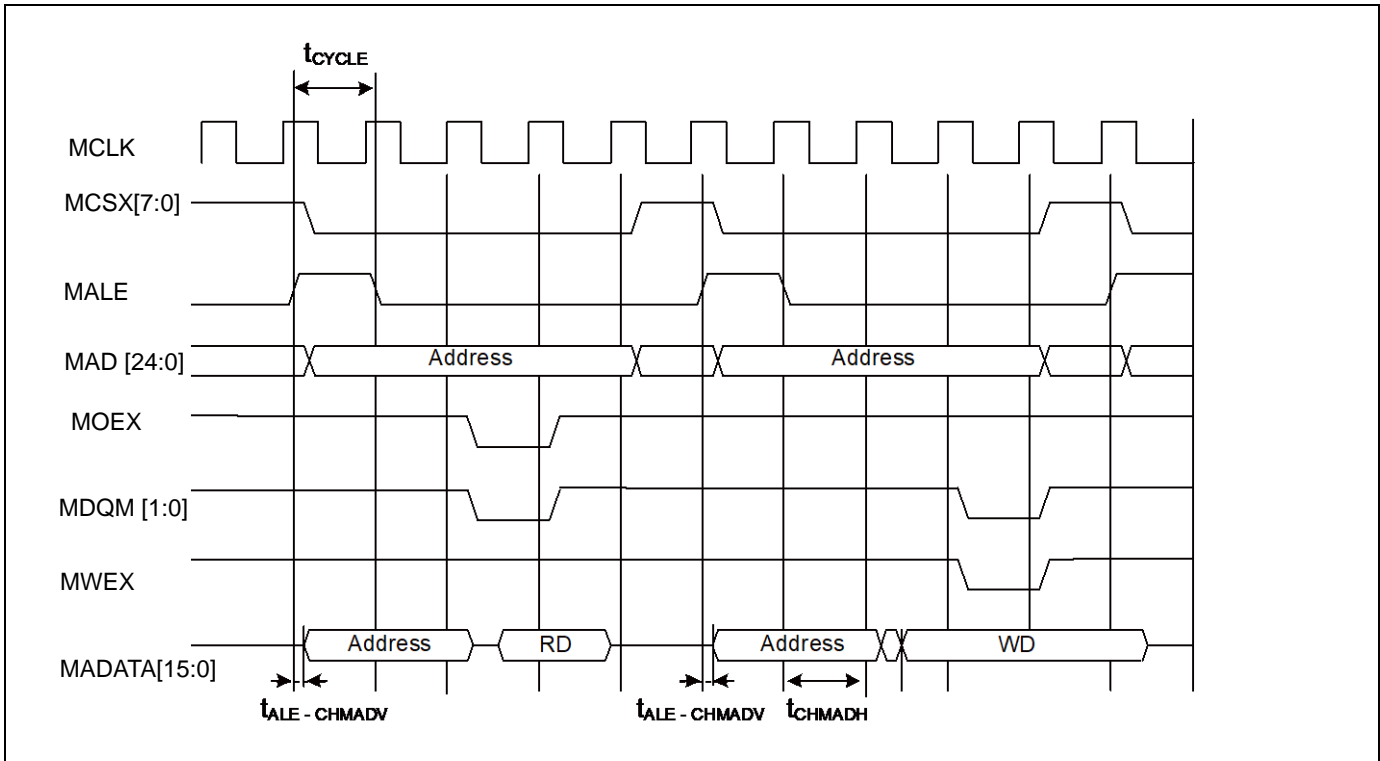 tCYCLE
MCLK
MCSX[7:0]
MALE
MAD [24:0]
Address
Address
MOEX
MDQM [1:0]
MWEX
MADATA[15:0]
Address
RD
Address
WD
tALE - CHMADV
tALE - CHMADV
tCHMADH